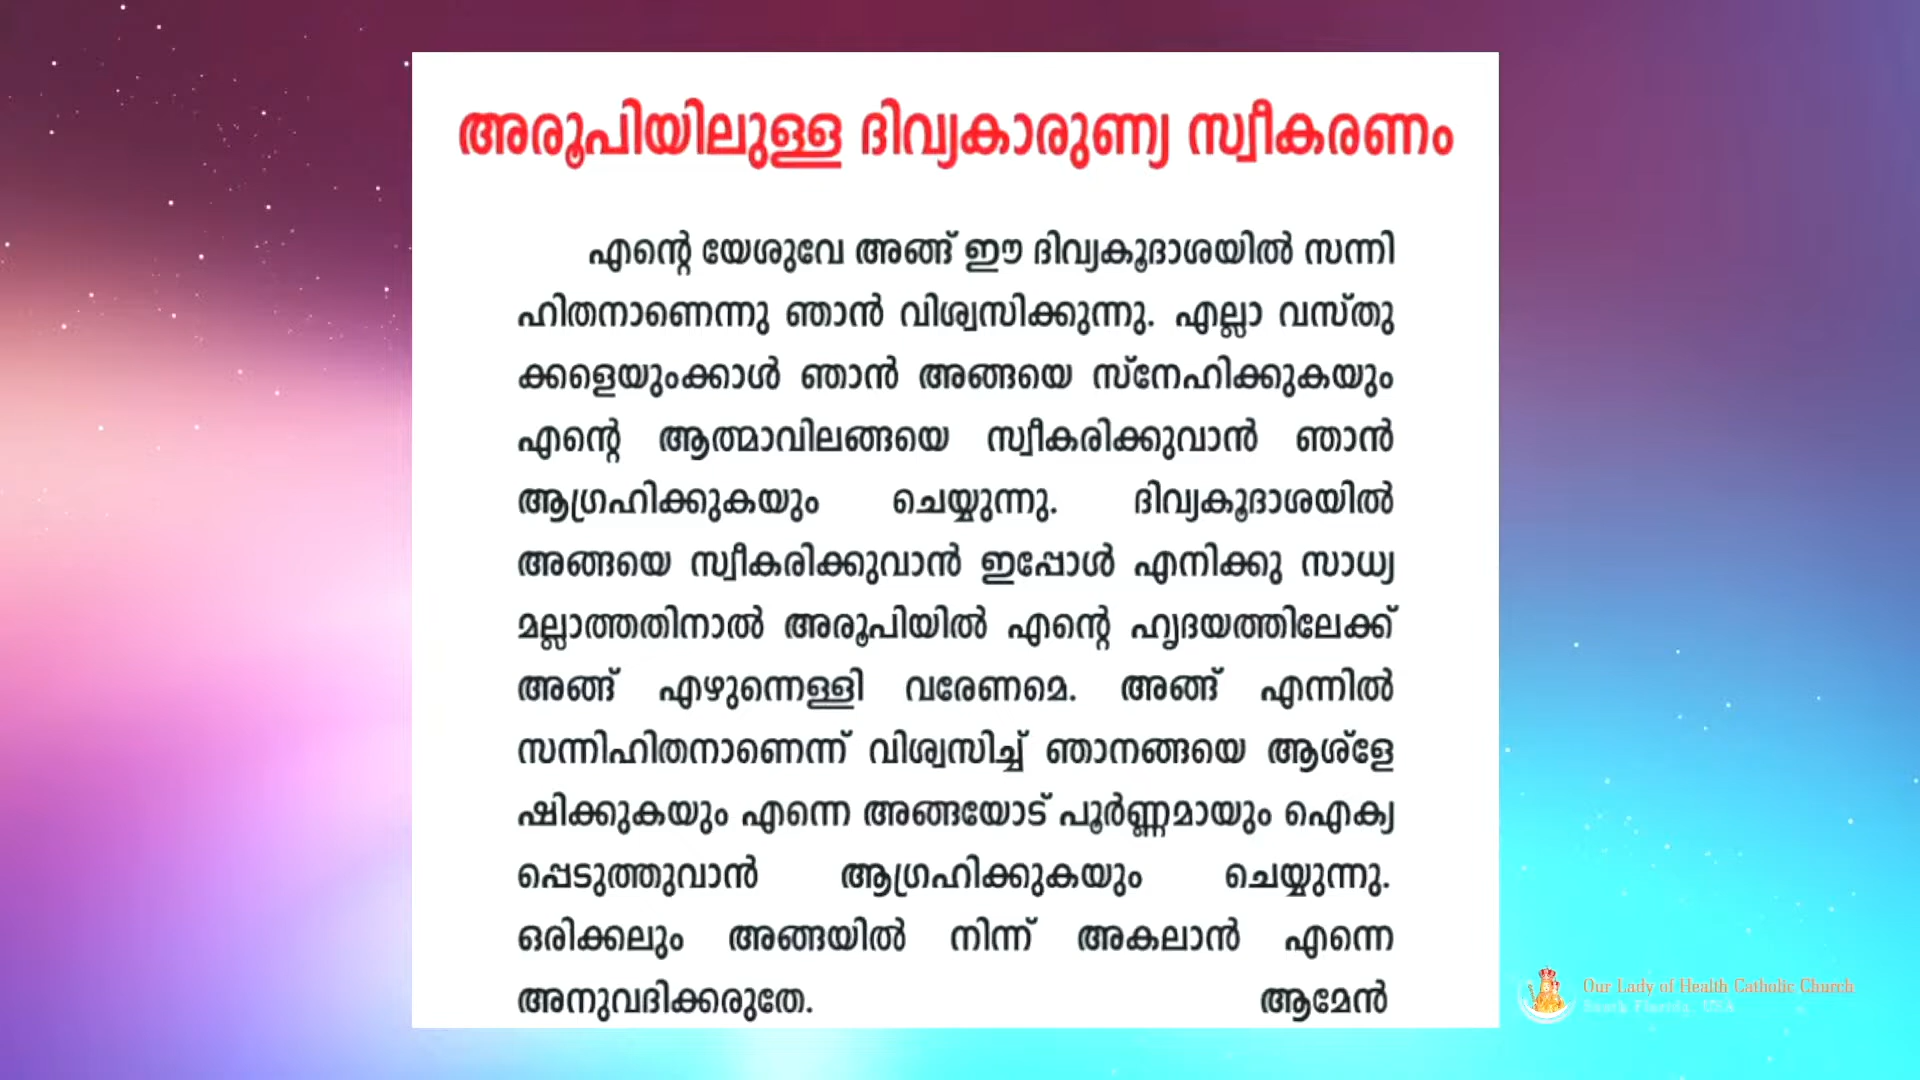 അരൂപിയിലുള്ള ദിവ്യകാരുണ്യ സ്വീകരണം
എന്റെ യേശുവേ അങ്ങ് ഈ ദിവ്യകൂദാശയിൽ സന്നി
ഹിതനാണെന്നു ഞാൻ വിശ്വസിക്കുന്നു. എല്ലാ വസ്തു
ക്കളെയുംക്കാൾ ഞാൻ അങ്ങയെ സ്നേഹിക്കുകയും
എന്റെ ആത്മാവിലങ്ങയെ സ്വീകരിക്കുവാൻ ഞാൻ
ആഗ്രഹിക്കുകയും ചെയ്യുന്നു. ദിവ്യകൂദാശയിൽ
അങ്ങയെ സ്വീകരിക്കുവാൻ ഇപ്പോൾ എനിക്കു സാധ്യ
മല്ലാത്തതിനാൽ അരൂപിയിൽ എന്റെ ഹൃദയത്തിലേക്ക്
അങ്ങ് എഴുന്നെള്ളി വരേണമെ. അങ്ങ് എന്നിൽ
സന്നിഹിതനാണെന്ന് വിശ്വസിച്ച് ഞാനങ്ങയെ ആശ്ളേ
ഷിക്കുകയും എന്നെ അങ്ങയോട് പൂർണ്ണമായും ഐക്യ
പ്പെടുത്തുവാൻ ആഗ്രഹിക്കുകയും ചെയ്യുന്നു.
ഒരിക്കലും അങ്ങയിൽ നിന്ന് അകലാൻ എന്നെ
അനുവദിക്കരുതേ. ആമേൻ
Our Lady of Health Catholic Church
South Florida, USA